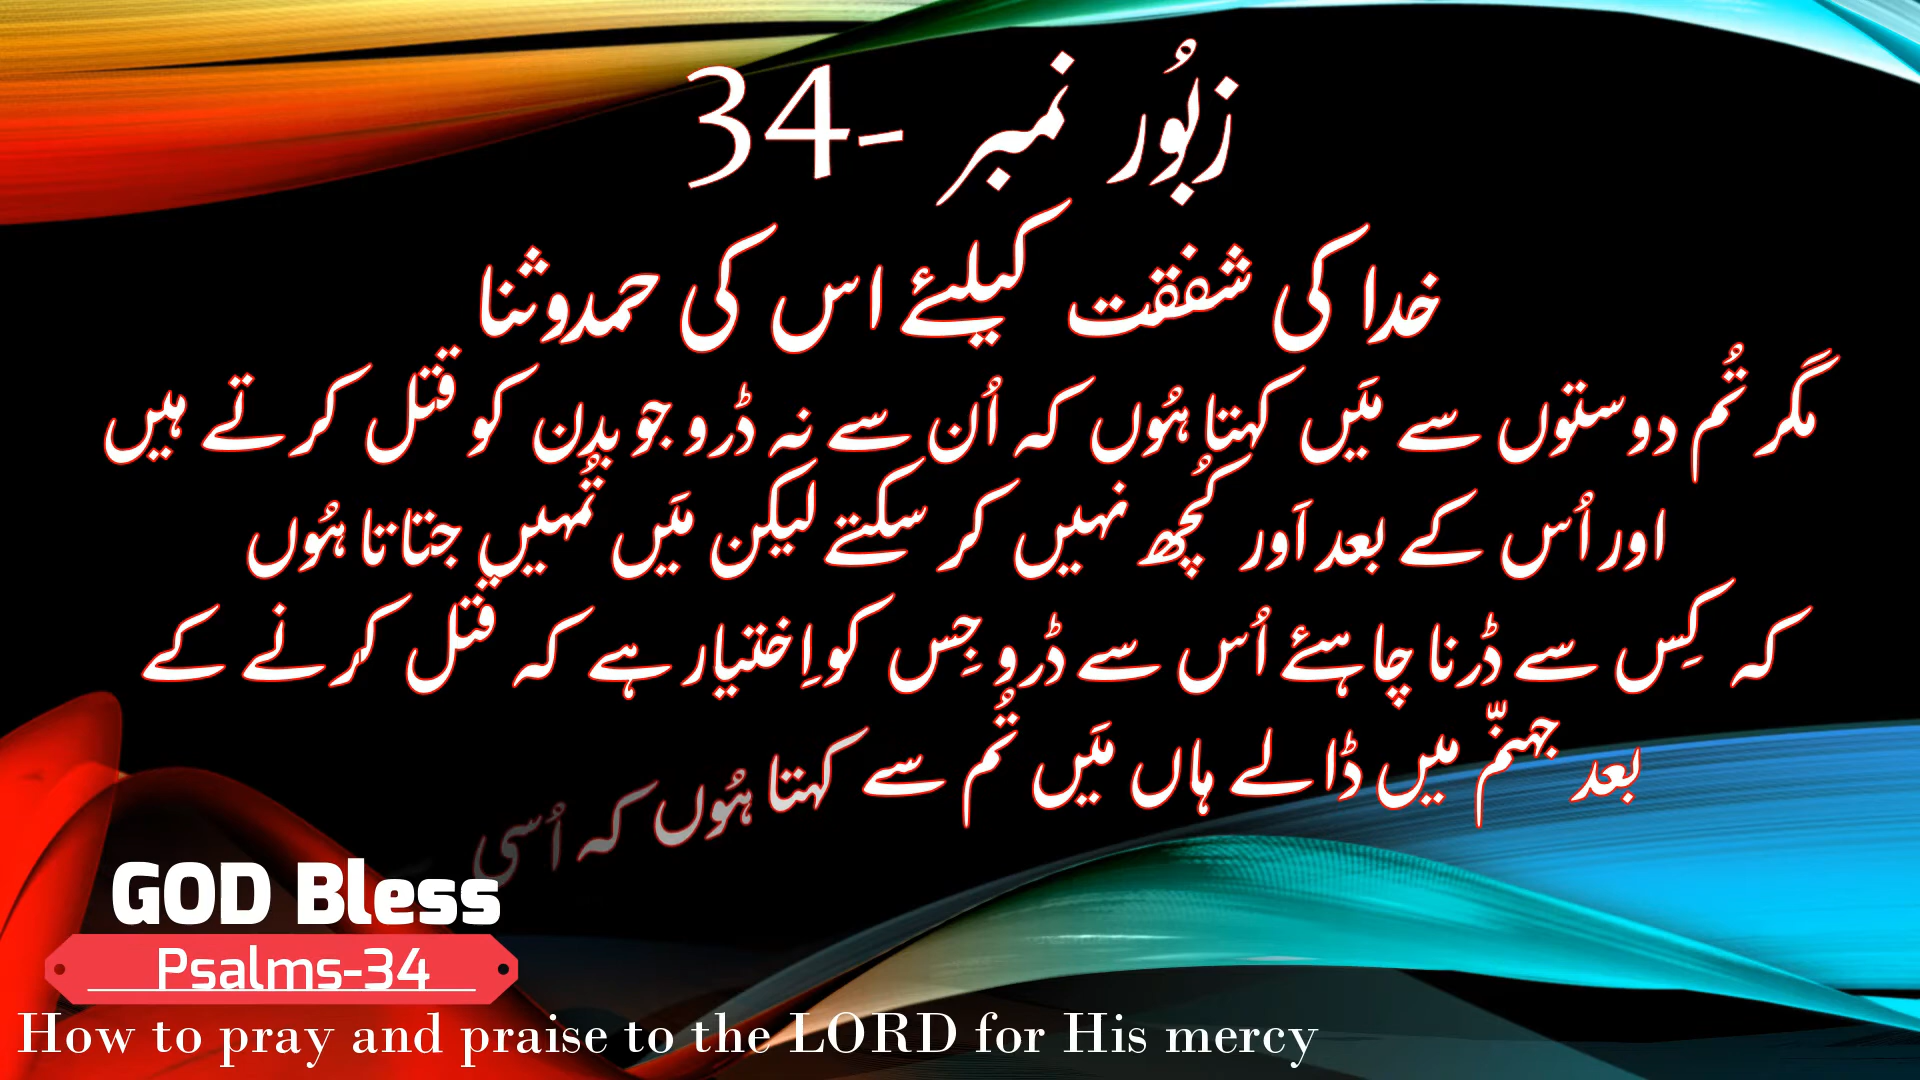 زبُور نمبر -34
خدا کی شفقت کیلئے اس کی حمدوثنا
مگر تُم دوستوں سے مَیں کہتا ہُوں کہ اُن سے نہ ڈرو جو بدِن کو قتل کرتے ہیں
اور اُس کے بعد اَور کُچھ نہیں کر سکتے لیکن مَیں تُمہیں جتاتا ہُوں
کہ کِس سے ڈرنا چاہئے اُس سے ڈرو جِس کو اِختیار ہے کہ قتل کرنے کے
بعد جہنّم میں ڈالے ہاں مَیں تُم سے کہتا ہُوں کہ اُسی
GOD Bless
Psalms-34
How to pray and praise to the LORD for His mercy